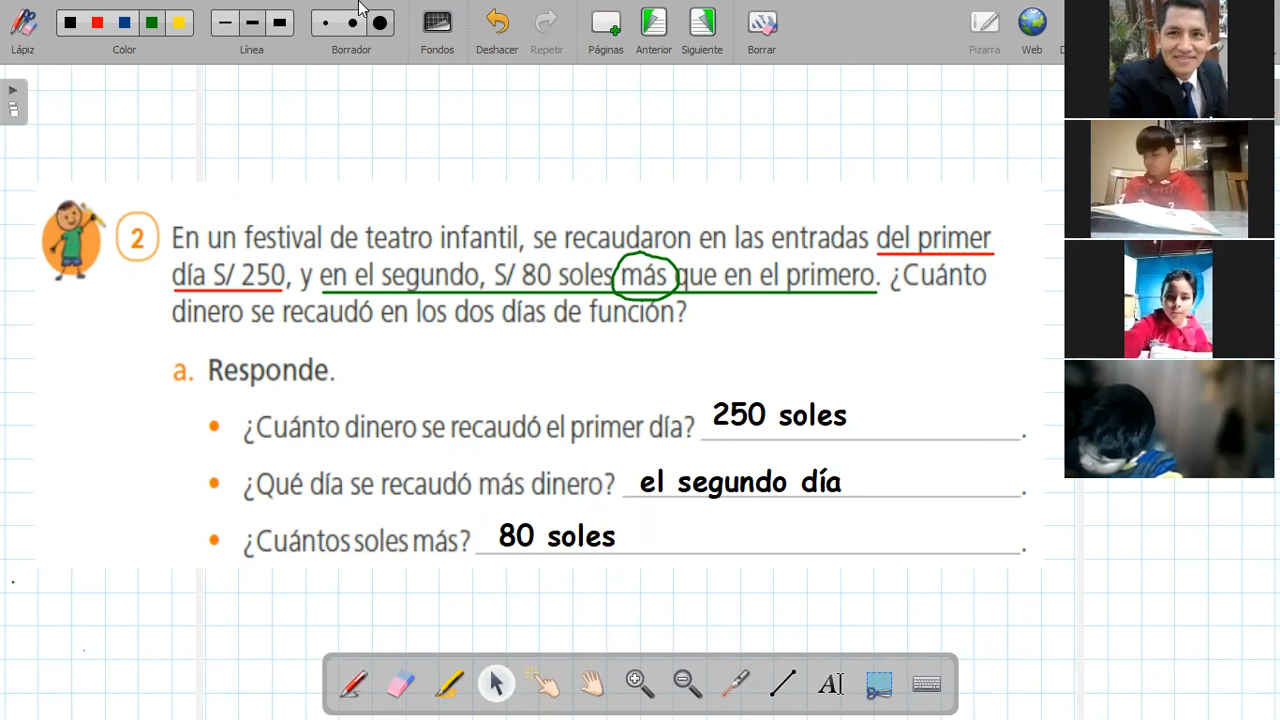 Lápiz Color Línea Borrador Fondos Deshacer Repetir Páginas Anterior Siguiente Borrar Pizarra Web
2 En un festival de teatro infantil, se recaudaron en las entradas del primer
día S/ 250, y en el segundo, S/ 80 soles más que en el primero. ¿Cuánto
dinero se recaudó en los dos días de función?
a. Responde.
• ¿Cuánto dinero se recaudó el primer día? 250 soles.
• ¿Qué día se recaudó más dinero? el segundo día.
• ¿Cuántos soles más? 80 soles.